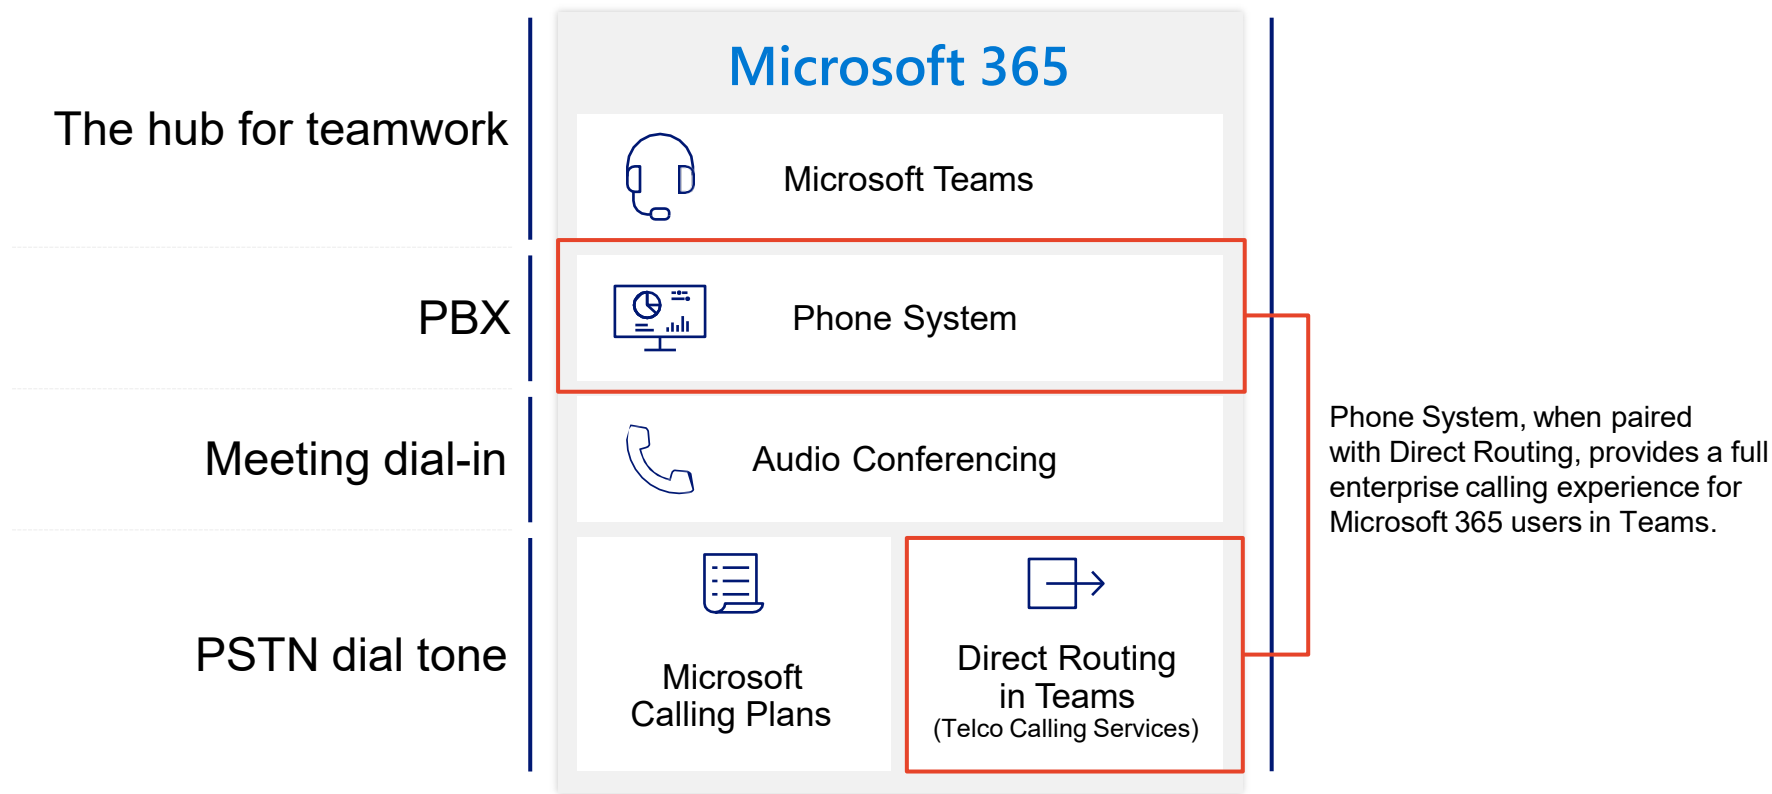 Microsoft 365
The hub for teamwork
Microsoft Teams
PBX
Phone System
Meeting dial-in
Audio Conferencing
PSTN dial tone
Microsoft
Calling Plans
Direct Routing
in Teams
(Telco Calling Services)
Phone System, when paired
with Direct Routing, provides a full
enterprise calling experience for
Microsoft 365 users in Teams.